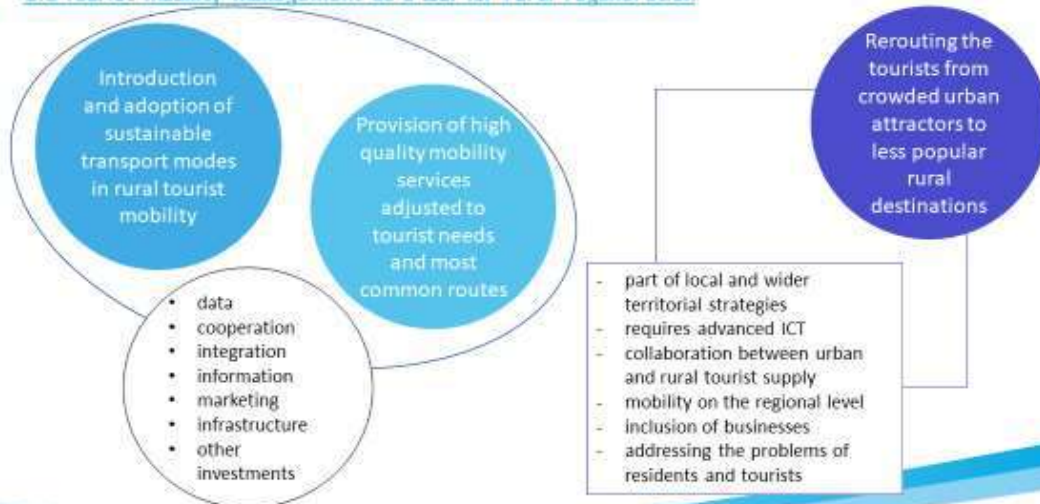 Introduction
and adoption of
sustainable
transport modes
in rural tourist
mobility
Provision of high
quality mobility
services
adjusted to
tourist needs
and most
common routes
Rerouting the
tourists from
crowded urban
attractors to
less popular
rural
destinations
• data
• cooperation
• integration
• information
• marketing
• infrastructure
• other
investments
- part of local and wider
territorial strategies
- requires advanced ICT
- collaboration between urban
and rural tourist supply
- mobility on the regional level
- inclusion of businesses
- addressing the problems of
residents and tourists